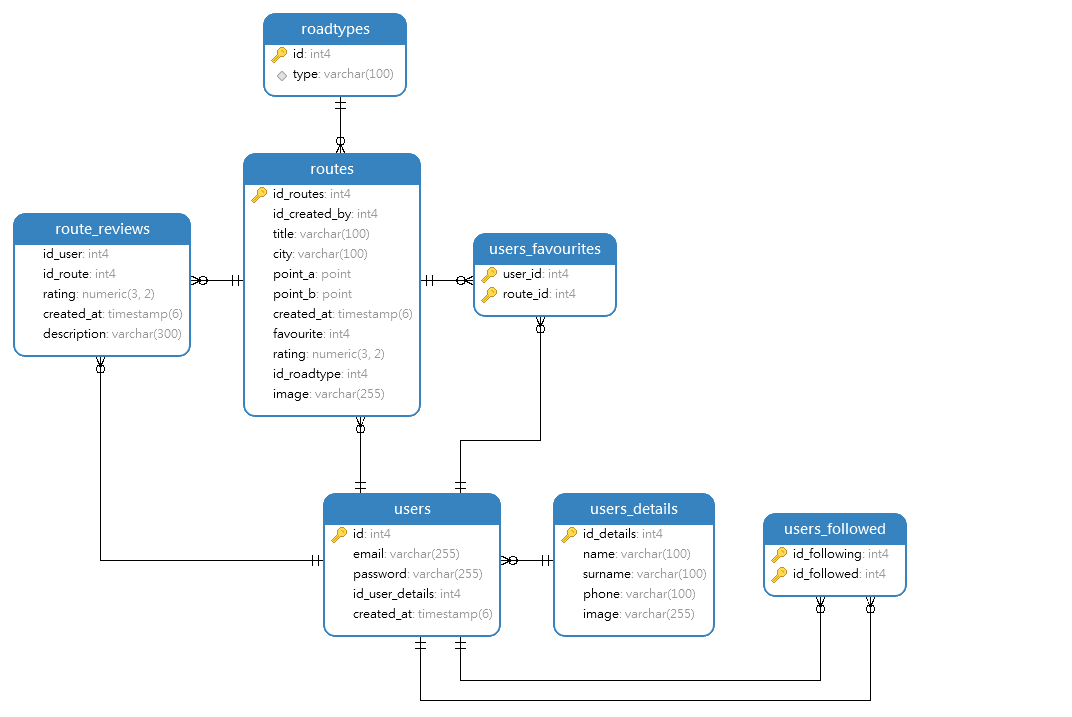 roadtypes
id: int4
type: varchar(100)
routes
id_routes: int4
id_created_by: int4
title: varchar(100)
city: varchar(100)
point_a: point
point_b: point
created_at: timestamp(6)
favourite: int4
rating: numeric(3, 2)
id_roadtype: int4
image: varchar(255)
route_reviews
id_user: int4
id_route: int4
rating: numeric(3, 2)
created_at: timestamp(6)
description: varchar(300)
users_favourites
user_id: int4
route_id: int4
users
id: int4
email: varchar(255)
password: varchar(255)
id_user_details: int4
created_at: timestamp(6)
users_details
id_details: int4
name: varchar(100)
surname: varchar(100)
phone: varchar(100)
image: varchar(255)
users_followed
id_following: int4
id_followed: int4